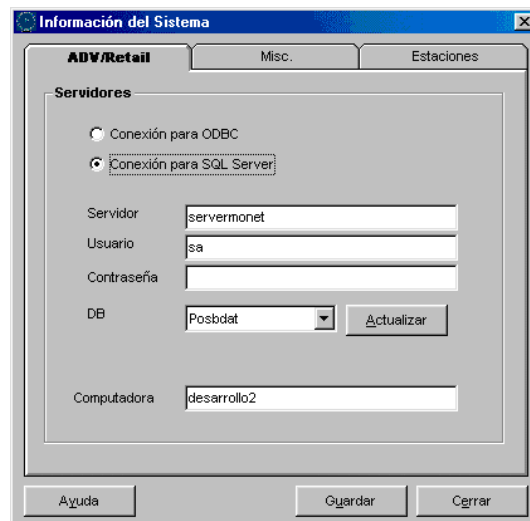 Información del Sistema
ADV/Retail Misc. Estaciones
Servidores
Conexión para ODBC
Conexión para SQL Server
Servidor servermonet
Usuario sa
Contraseña
DB Posbdat Actualizar
Computadora desarrollo2
Ayuda Guardar Cerrar